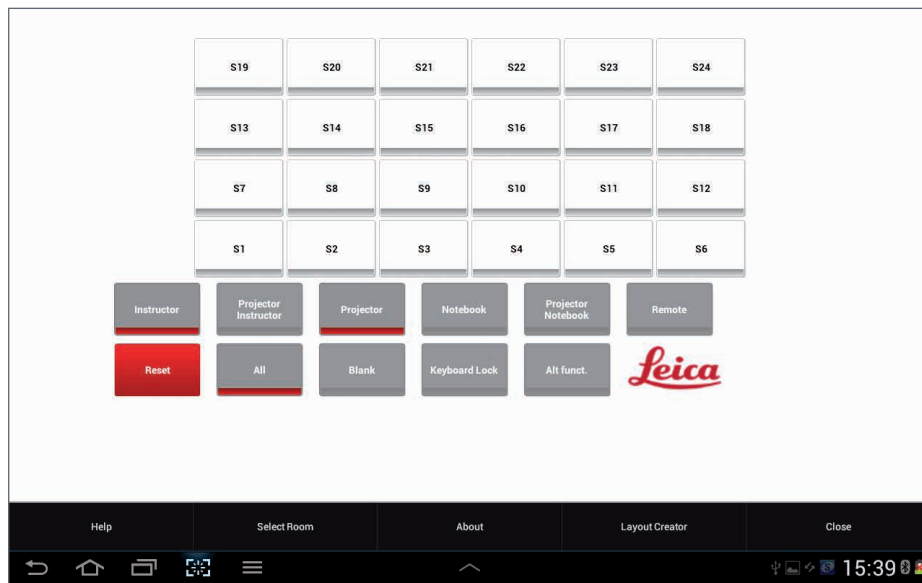 S19 S20 S21 S22 S23 S24
S13 S14 S15 S16 S17 S18
S7 S8 S9 S10 S11 S12
S1 S2 S3 S4 S5 S6
Instructor Projector Instructor Projector Notebook Projector Notebook Remote
Reset All Blank Keyboard Lock Alt funct. Leica
Help Select Room About Layout Creator Close
15:39